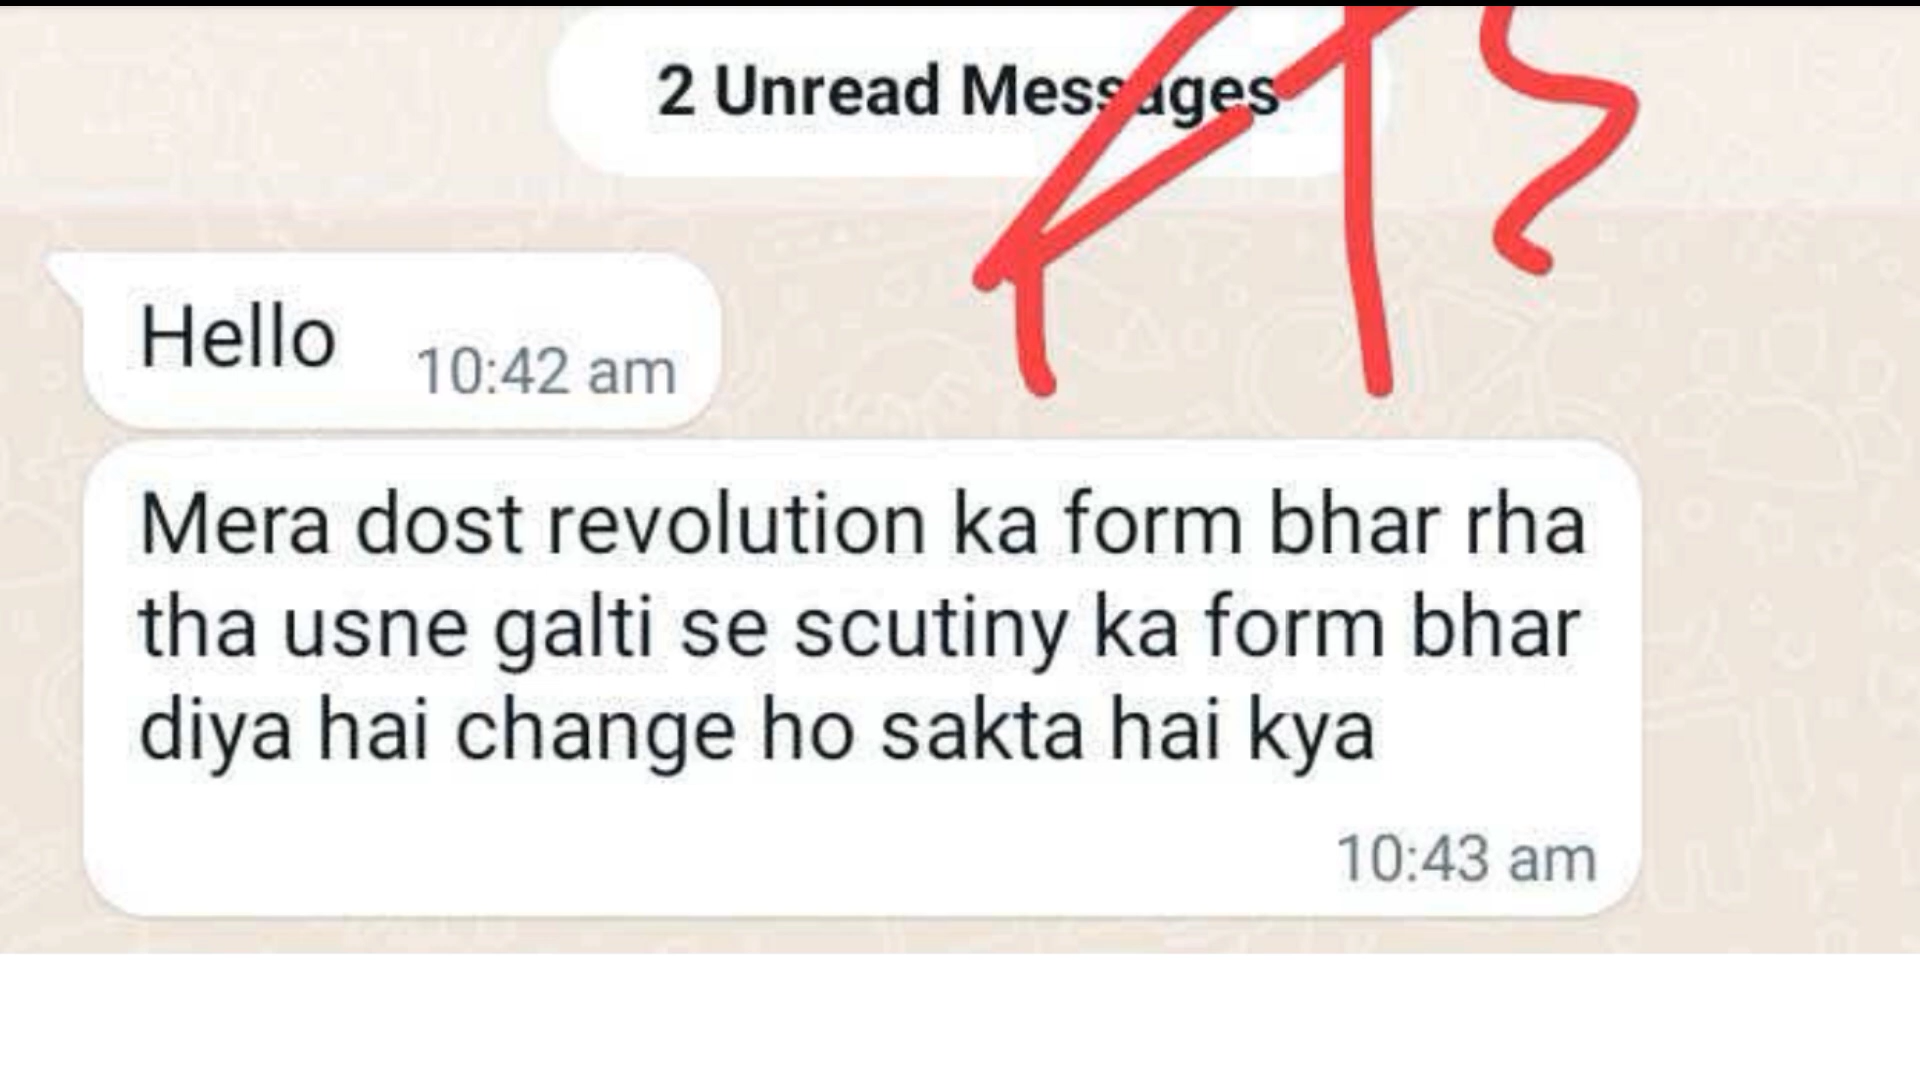 2 Unread Messages
Hello
10:42 am
Mera dost revolution ka form bhar rha
tha usne galti se scutiny ka form bhar
diya hai change ho sakta hai kya
10:43 am